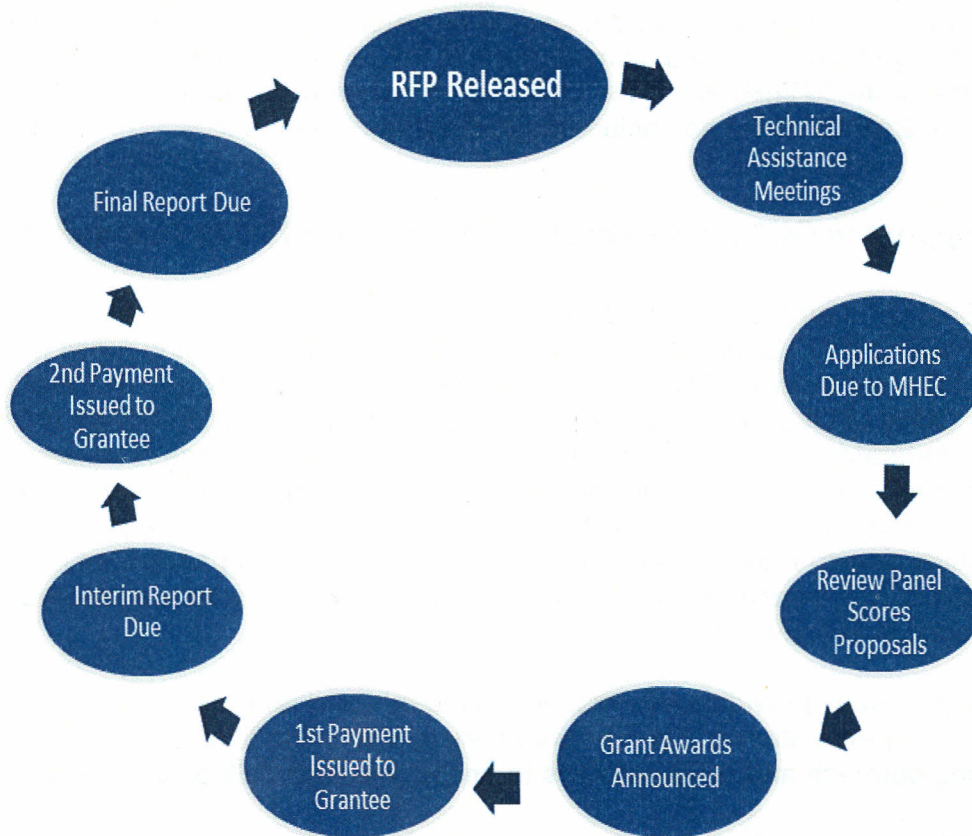 RFP Released
Technical
Assistance
Meetings
Applications
Due to MHEC
Review Panel
Scores
Proposals
Grant Awards
Announced
1st Payment
Issued to
Grantee
Interim Report
Due
2nd Payment
Issued to
Grantee
Final Report Due